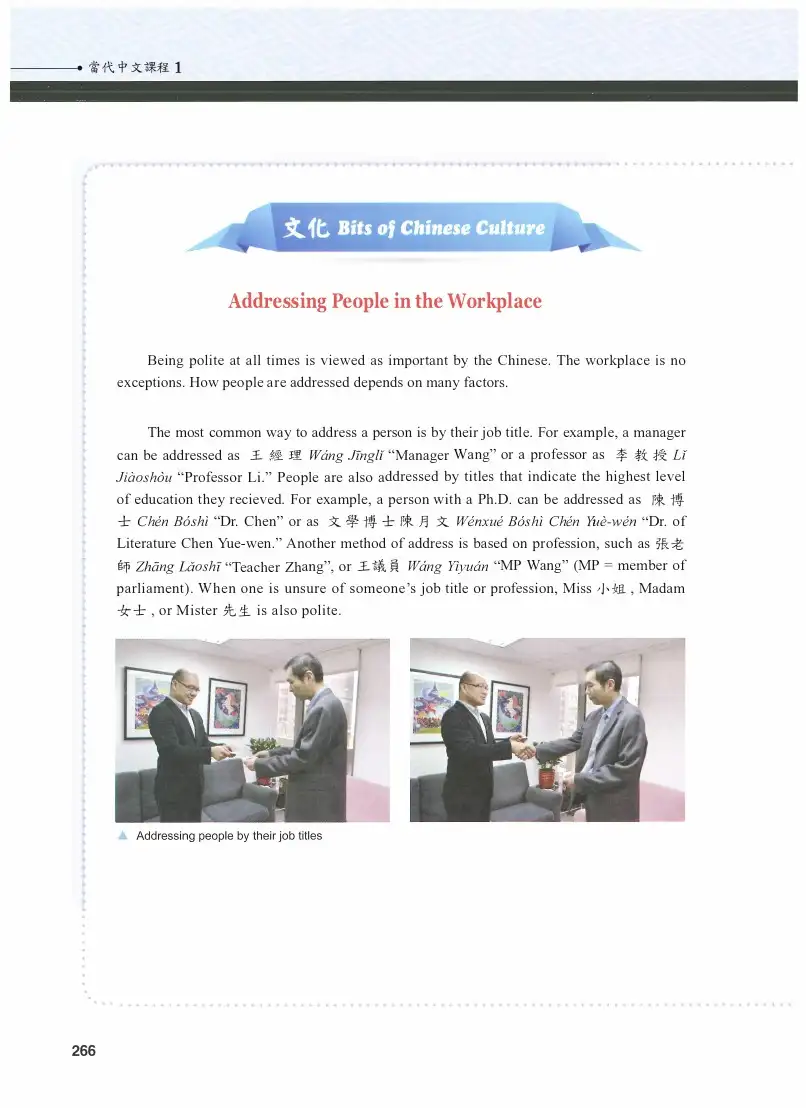 當代中文課程 1
文化 Bits of Chinese Culture
Addressing People in the Workplace
Being polite at all times is viewed as important by the Chinese. The workplace is no
exceptions. How people are addressed depends on many factors.
The most common way to address a person is by their job title. For example, a manager
can be addressed as 王經理 Wáng Jīnglǐ “Manager Wang” or a professor as 李教授 Lǐ
Jiàoshòu “Professor Li.” People are also addressed by titles that indicate the highest level
of education they recieved. For example, a person with a Ph.D. can be addressed as 陳博
士 Chén Bóshì “Dr. Chen” or as 文學博士陳月文 Wénxué Bóshì Chén Yuè-wén “Dr. of
Literature Chen Yue-wen.” Another method of address is based on profession, such as 張老
師 Zhāng Lǎoshī “Teacher Zhang”, or 王議員 Wáng Yìyuán “MP Wang” (MP = member of
parliament). When one is unsure of someone’s job title or profession, Miss 小姐 , Madam
女士 , or Mister 先生 is also polite.
▲ Addressing people by their job titles
266